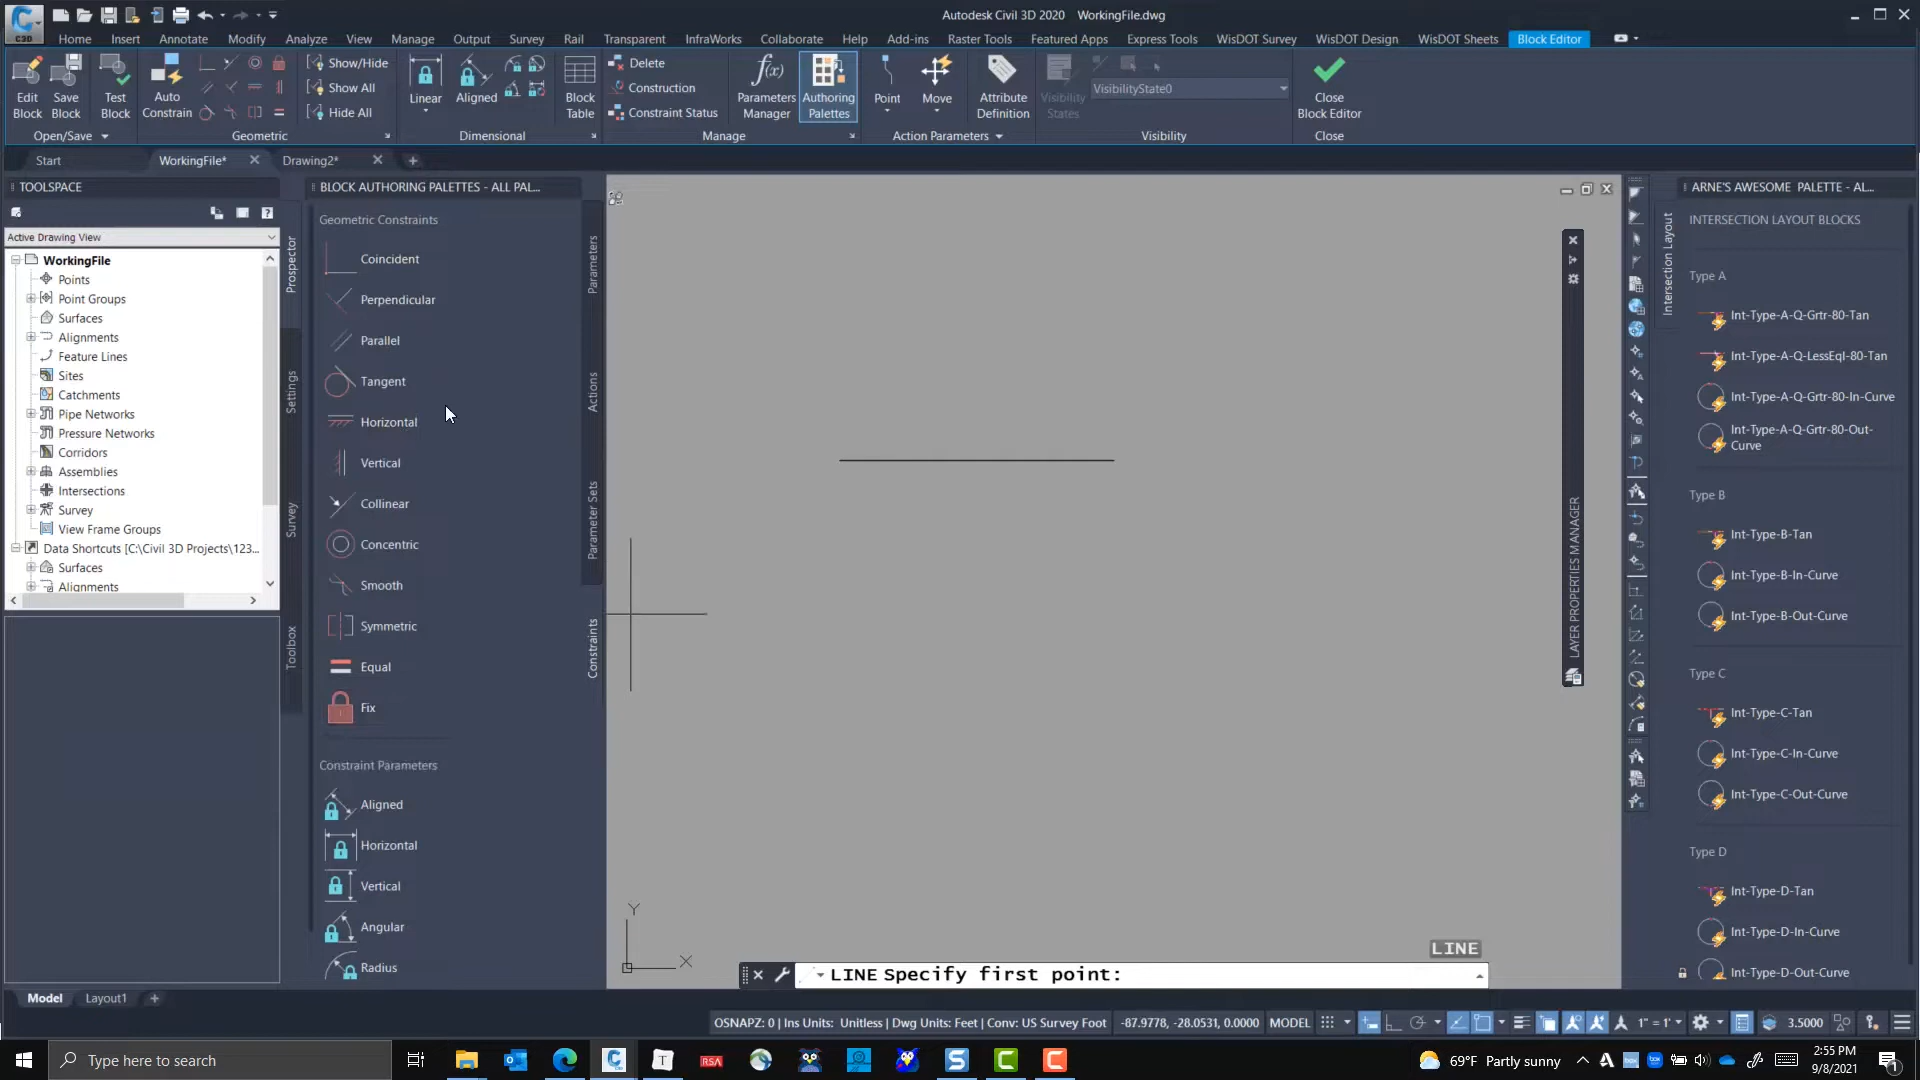 Autodesk Civil 3D 2020 WorkingFile.dwg
C3D
Home Insert Annotate Modify Analyze View Manage Output Survey Rail Transparent InfraWorks Collaborate Help Add-ins Raster Tools Featured Apps Express Tools WisDOT Survey WisDOT Design WisDOT Sheets Block Editor
Edit Block
Save Block
Test Block
Open/Save
Auto Constrain
Show/Hide
Show All
Hide All
Geometric
Linear
Aligned
Block Table
Dimensional
Delete
Construction
Constraint Status
Parameters Manager
Authoring Palettes
Manage
Point
Move
Action Parameters
Attribute Definition
Visibility States
VisibilityState0
Visibility
Close Block Editor
Close
Start
WorkingFile*
Drawing2*
TOOLSPACE
Active Drawing View
WorkingFile
Points
Point Groups
Surfaces
Alignments
Feature Lines
Sites
Catchments
Pipe Networks
Pressure Networks
Corridors
Assemblies
Intersections
Survey
View Frame Groups
Data Shortcuts [C:\Civil 3D Projects\123...
Surfaces
Alignments
Prospector
Settings
Survey
Toolbox
BLOCK AUTHORING PALETTES - ALL PAL...
Geometric Constraints
Coincident
Perpendicular
Parallel
Tangent
Horizontal
Vertical
Collinear
Concentric
Smooth
Symmetric
Equal
Fix
Constraint Parameters
Aligned
Horizontal
Vertical
Angular
Radius
Parameters
Actions
Parameter Sets
Constraints
Y
X
LAYER PROPERTIES MANAGER
LINE
LINE Specify first point:
ARNE'S AWESOME PALETTE - AL...
Intersection Layout
INTERSECTION LAYOUT BLOCKS
Type A
Int-Type-A-Q-Grtr-80-Tan
Int-Type-A-Q-LessEql-80-Tan
Int-Type-A-Q-Grtr-80-In-Curve
Int-Type-A-Q-Grtr-80-Out-
Curve
Type B
Int-Type-B-Tan
Int-Type-B-In-Curve
Int-Type-B-Out-Curve
Type C
Int-Type-C-Tan
Int-Type-C-In-Curve
Int-Type-C-Out-Curve
Type D
Int-Type-D-Tan
Int-Type-D-In-Curve
Int-Type-D-Out-Curve
Model Layout1
OSNAPZ: 0 | Ins Units: Unitless | Dwg Units: Feet | Conv: US Survey Foot -87.9778, -28.0531, 0.0000 MODEL 1" = 1' 3.5000
Type here to search
RSA
69°F Partly sunny
2:55 PM
9/8/2021